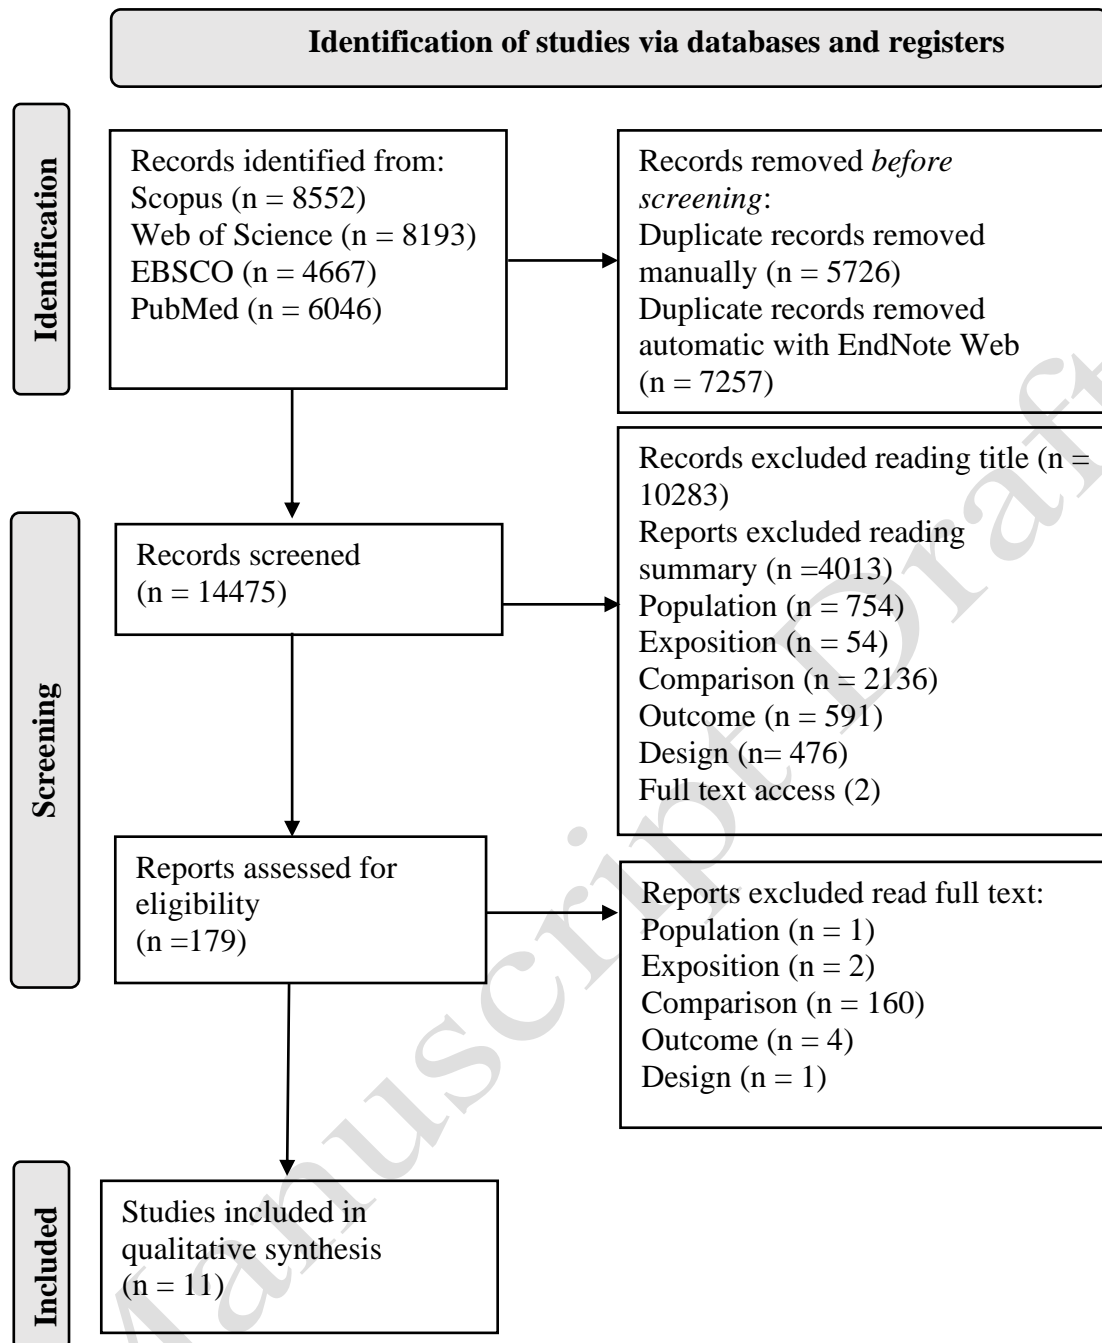 Identification of studies via databases and registers
Identification
Records identified from:
Scopus (n = 8552)
Web of Science (n = 8193)
EBSCO (n = 4667)
PubMed (n = 6046)
Records removed before
screening:
Duplicate records removed
manually (n = 5726)
Duplicate records removed
automatic with EndNote Web
(n = 7257)
Screening
Records screened
(n = 14475)
Records excluded reading title (n =
10283)
Reports excluded reading
summary (n =4013)
Population (n = 754)
Exposition (n = 54)
Comparison (n = 2136)
Outcome (n = 591)
Design (n= 476)
Full text access (2)
Reports assessed for
eligibility
(n =179)
Reports excluded read full text:
Population (n = 1)
Exposition (n = 2)
Comparison (n = 160)
Outcome (n = 4)
Design (n = 1)
Included
Studies included in
qualitative synthesis
(n = 11)
Manuscript Draft